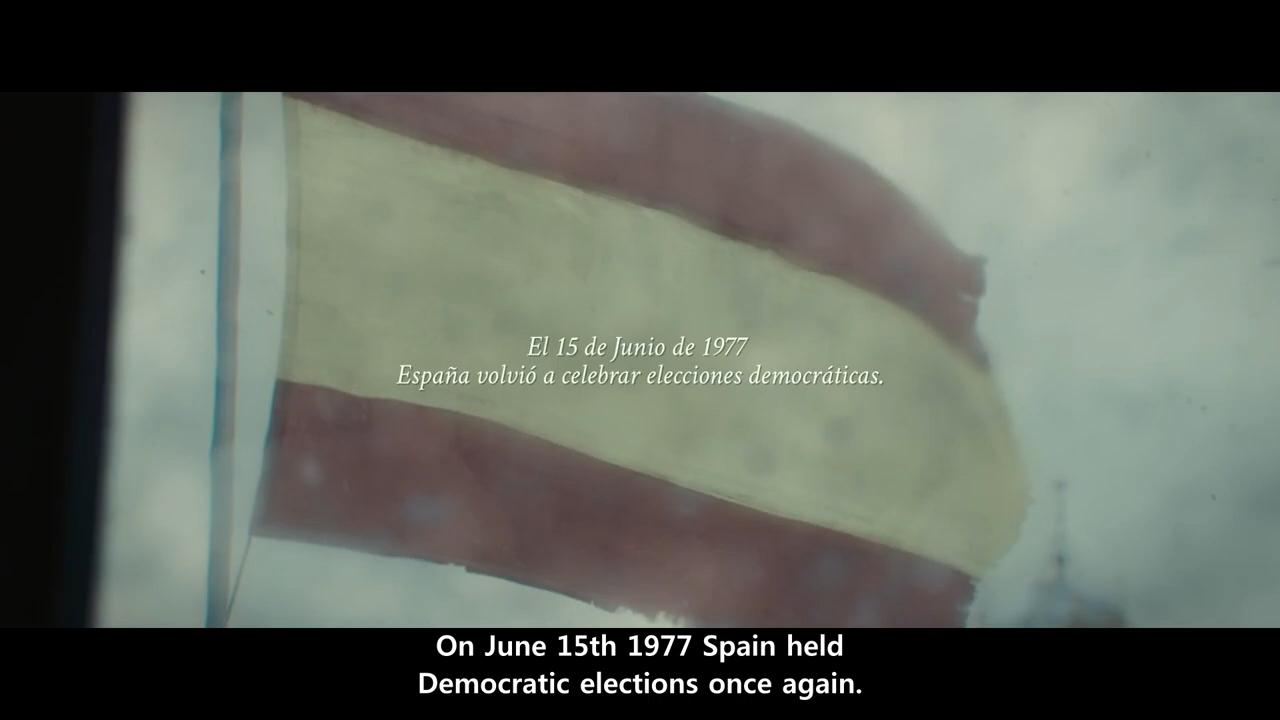 El 15 de Junio de 1977
España volvió a celebrar elecciones democráticas.
On June 15th 1977 Spain held
Democratic elections once again.